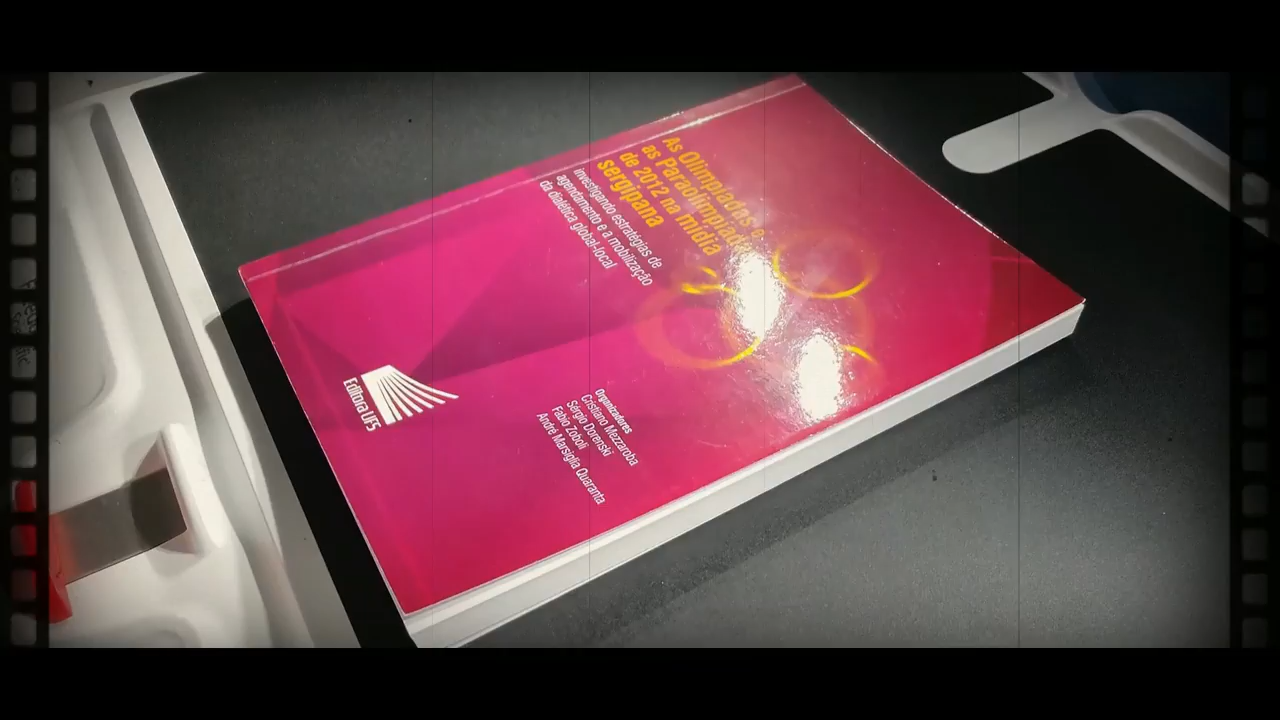 As Olimpíadas e
as Paraolimpíadas
de 2012 na mídia
sergipana
investigando estratégias de
agendamento e a mobilização
da dialética global-local
Organizadores
Cristiano Mezzaroba
Sérgio Dorenski
Fabio Zoboli
André Marsiglia Quaranta
Editora UFS